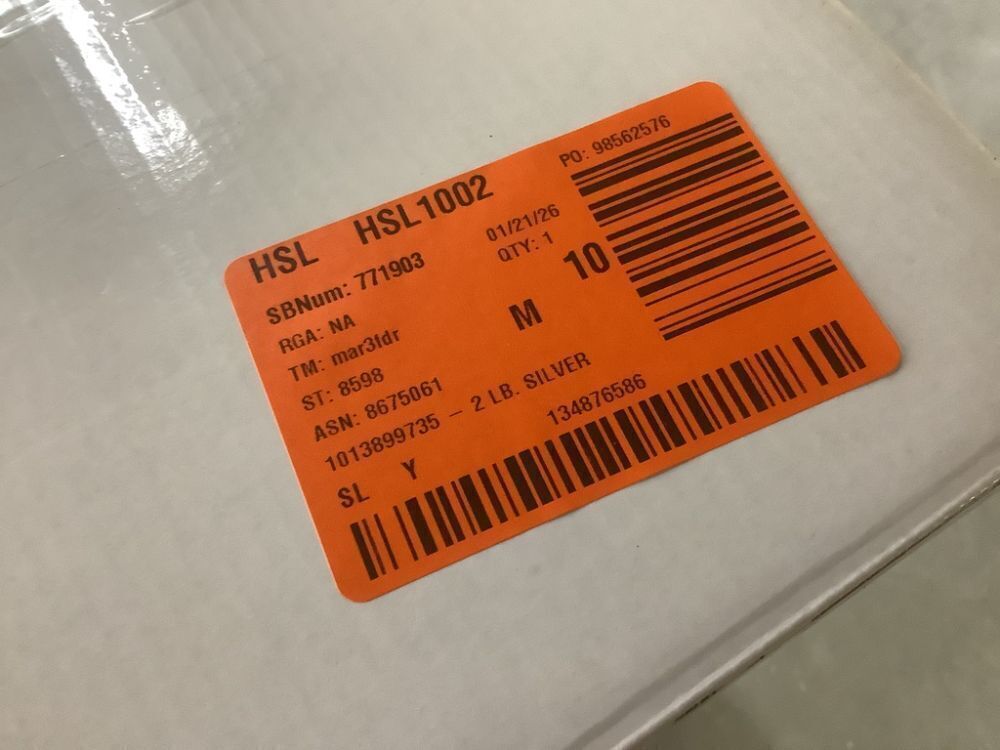 HSL HSL1002
PO: 98562576
SBNum: 771903
01/21/26
RGA: NA
QTY: 1
10
TM: mar3fdr
M
ST: 8598
ASN: 8675061
1013899735 – 2 LB. SILVER
134876586
SL Y